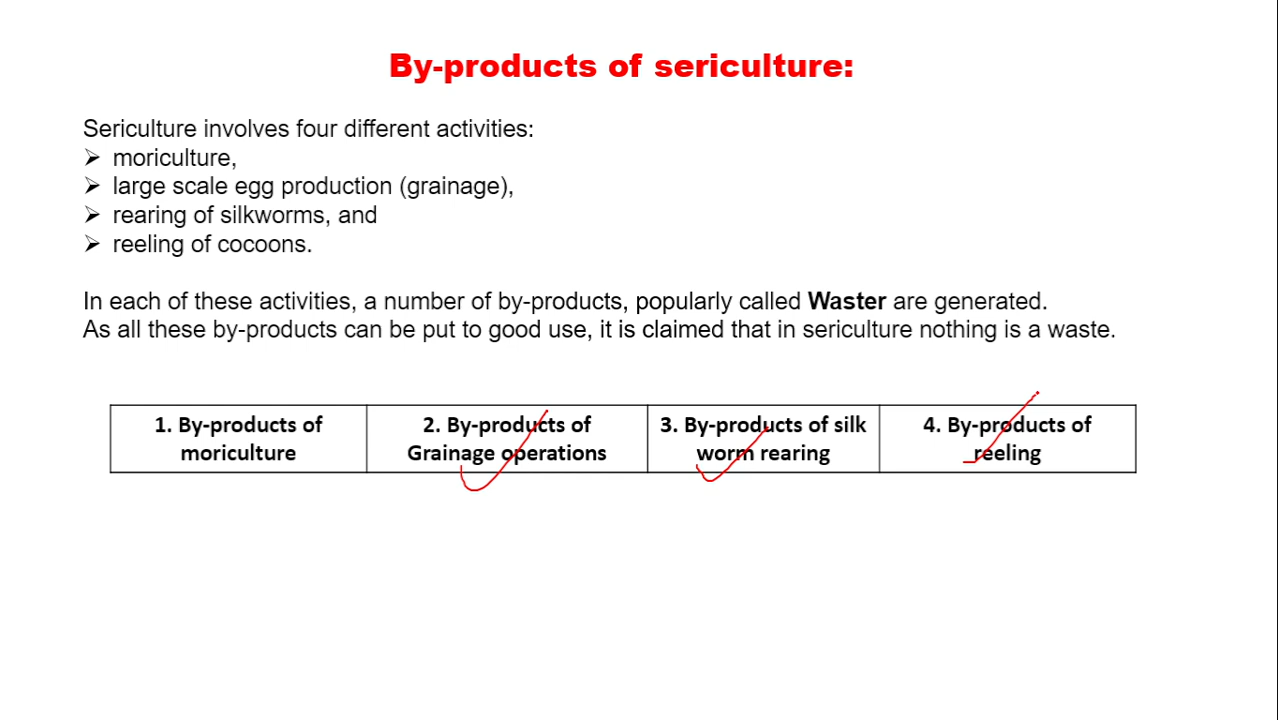 By-products of sericulture:
Sericulture involves four different activities:
➢ moriculture,
➢ large scale egg production (grainage),
➢ rearing of silkworms, and
➢ reeling of cocoons.
In each of these activities, a number of by-products, popularly called Waster are generated.
As all these by-products can be put to good use, it is claimed that in sericulture nothing is a waste.
1. By-products of
moriculture
2. By-products of
Grainage operations
3. By-products of silk
worm rearing
4. By-products of
reeling